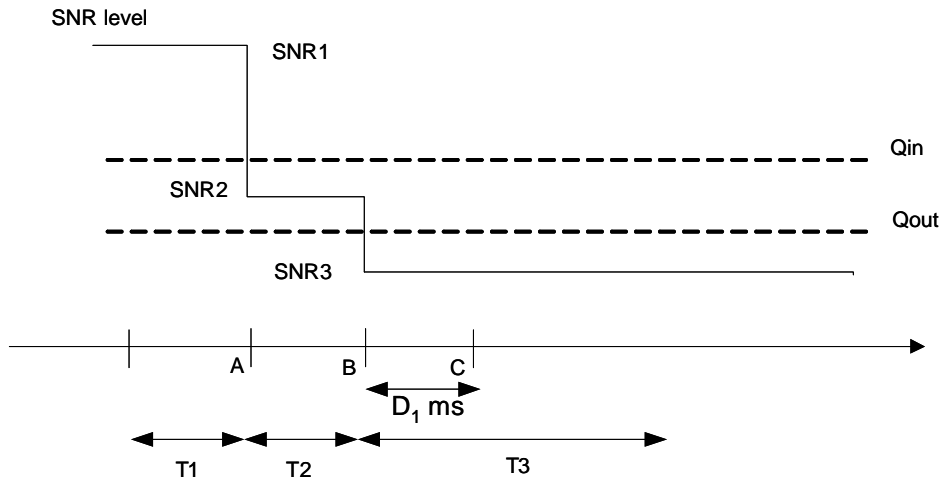 SNR level
SNR1
Qin
SNR2
Qout
SNR3
A
B
C
D₁ ms
T1
T2
T3